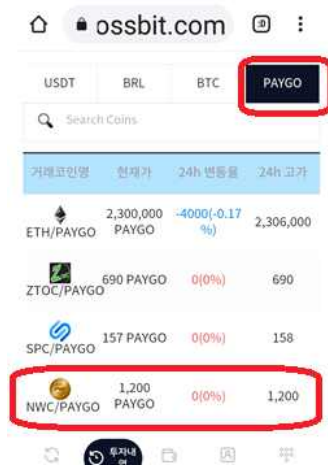 ossbit.com
:D
USDT BRL BTC PAYGO
Search Coins
거래코인명 현재가 24h 변동율 24h 고가
ETH/PAYGO 2,300,000 PAYGO -4000(-0.17%) 2,306,000
ZTOC/PAYGO 690 PAYGO 0(0%) 690
SPC/PAYGO 157 PAYGO 0(0%) 158
NWC/PAYGO 1,200 PAYGO 0(0%) 1,200
투자내역